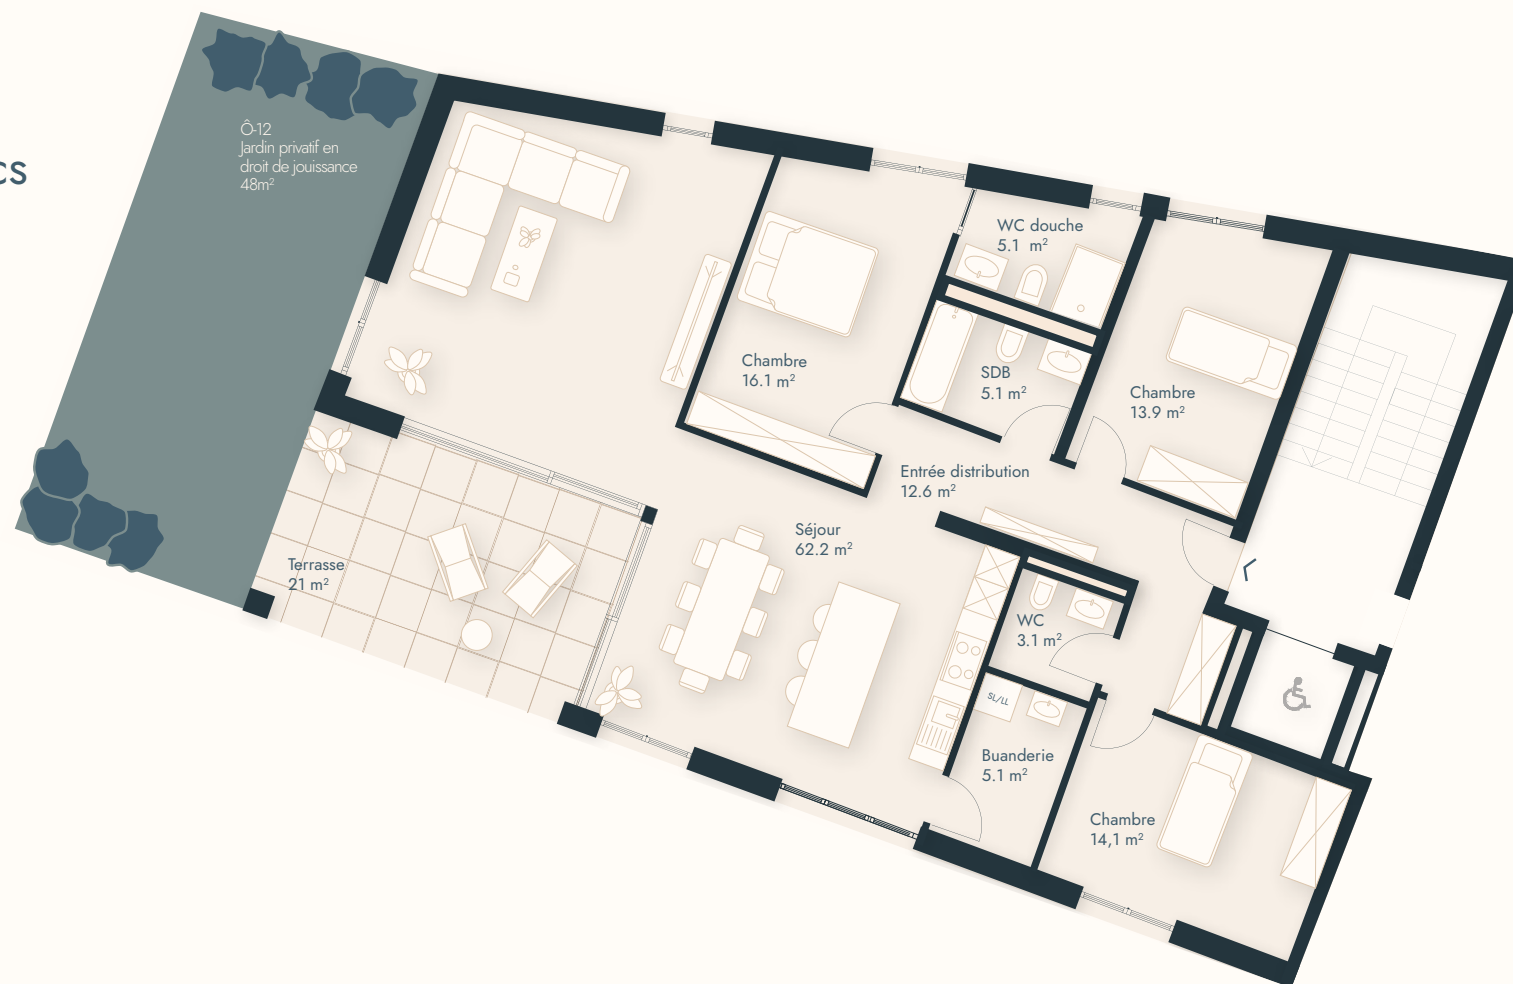 cs
Ô-12
Jardin privatif en
droit de jouissance
48m²
WC douche
5.1 m²
Chambre
16.1 m²
SDB
5.1 m²
Chambre
13.9 m²
Entrée distribution
12.6 m²
Séjour
62.2 m²
Terrasse
21 m²
WC
3.1 m²
SL/LL
Buanderie
5.1 m²
Chambre
14,1 m²